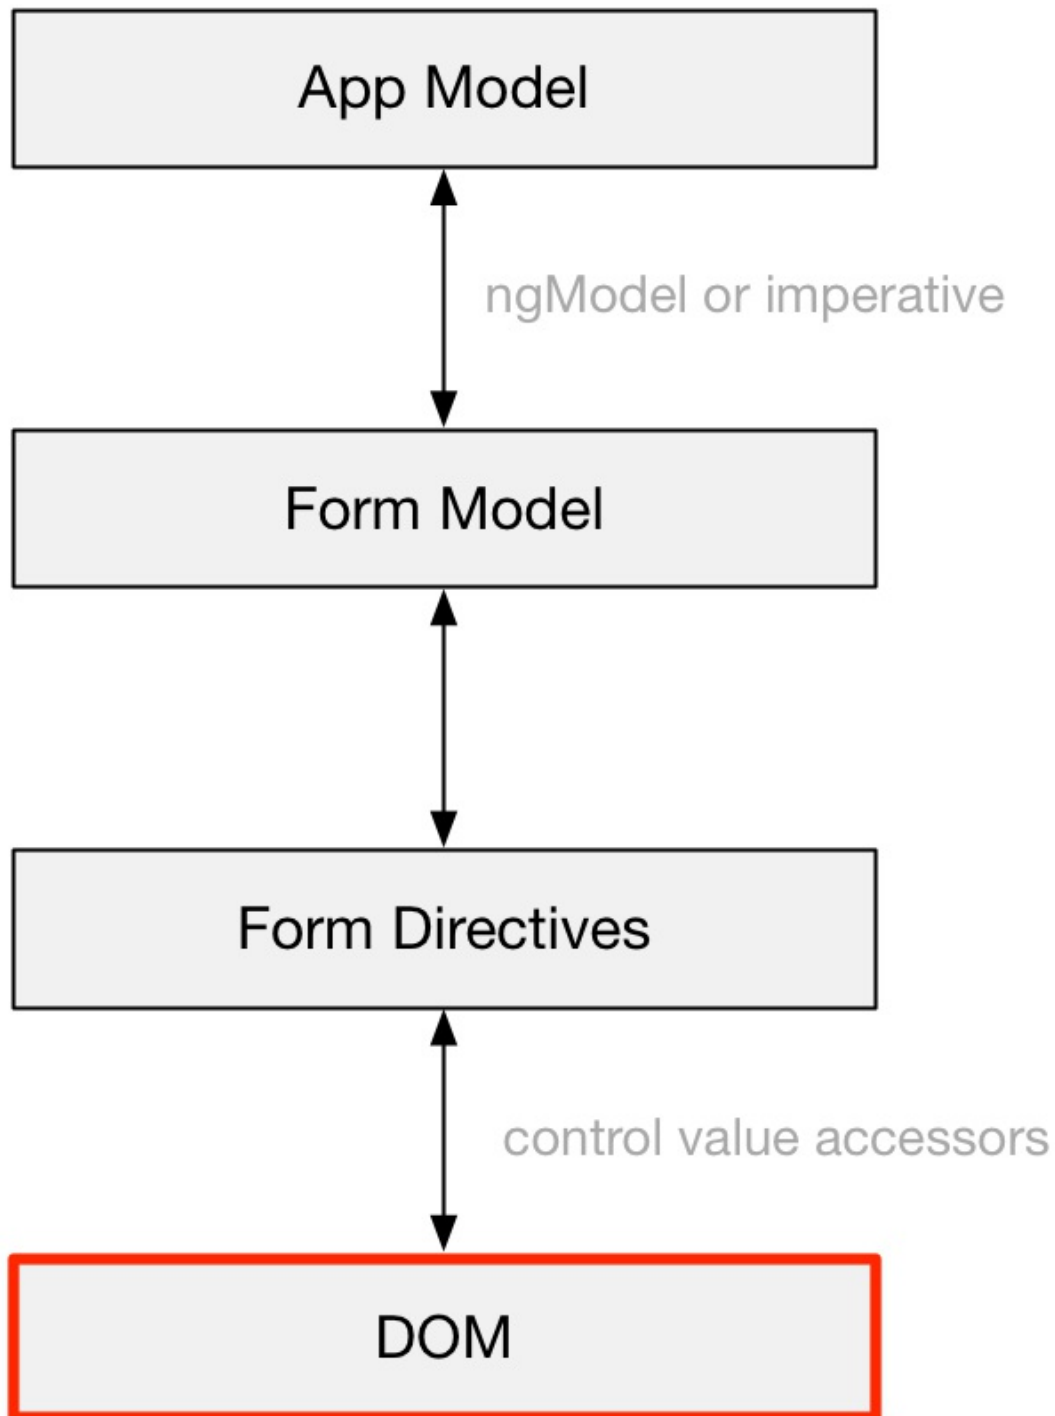 App Model
ngModel or imperative
Form Model
Form Directives
control value accessors
DOM